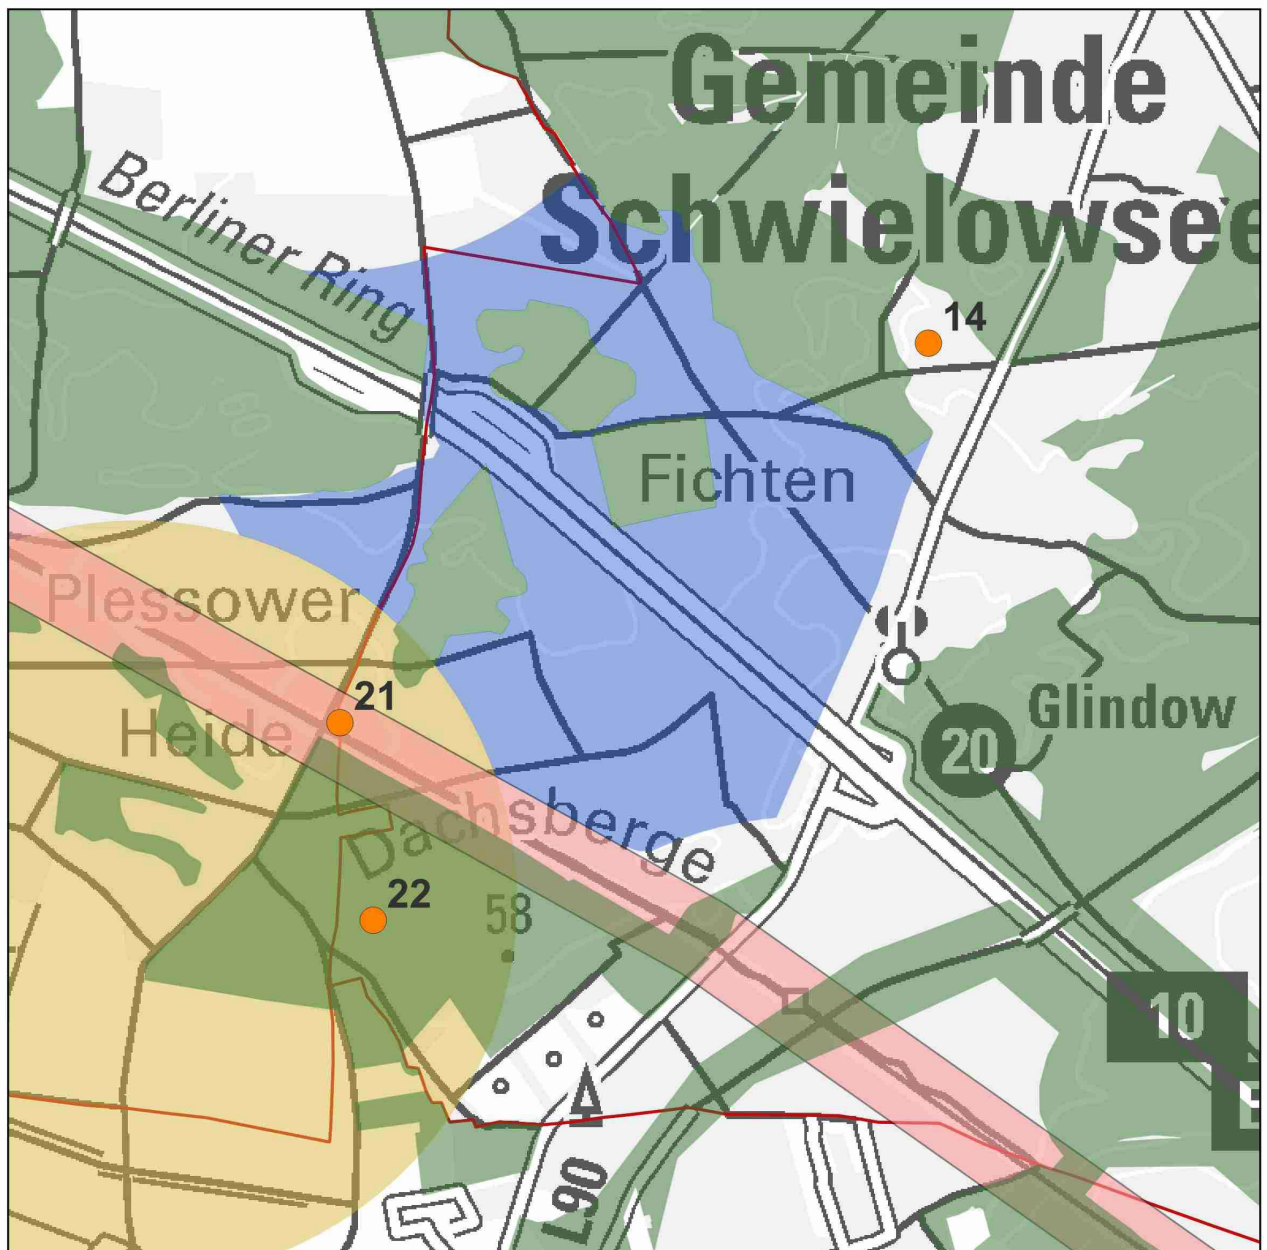 Gemeinde
Schwielowsee
Berliner Ring
14
Fichten
Plessower
Heide
21
Glindow
20
Dachsberge
22
58
10
E
L90